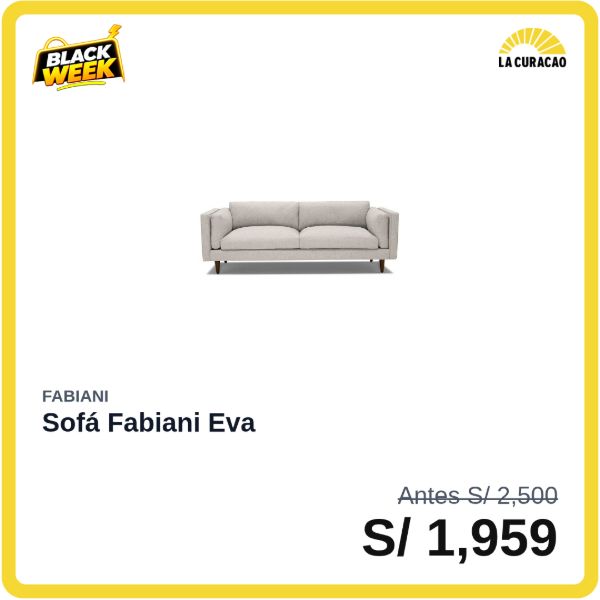 BLACK
WEEK
LA CURACAO
FABIANI
Sofá Fabiani Eva
Antes S/ 2,500
S/ 1,959